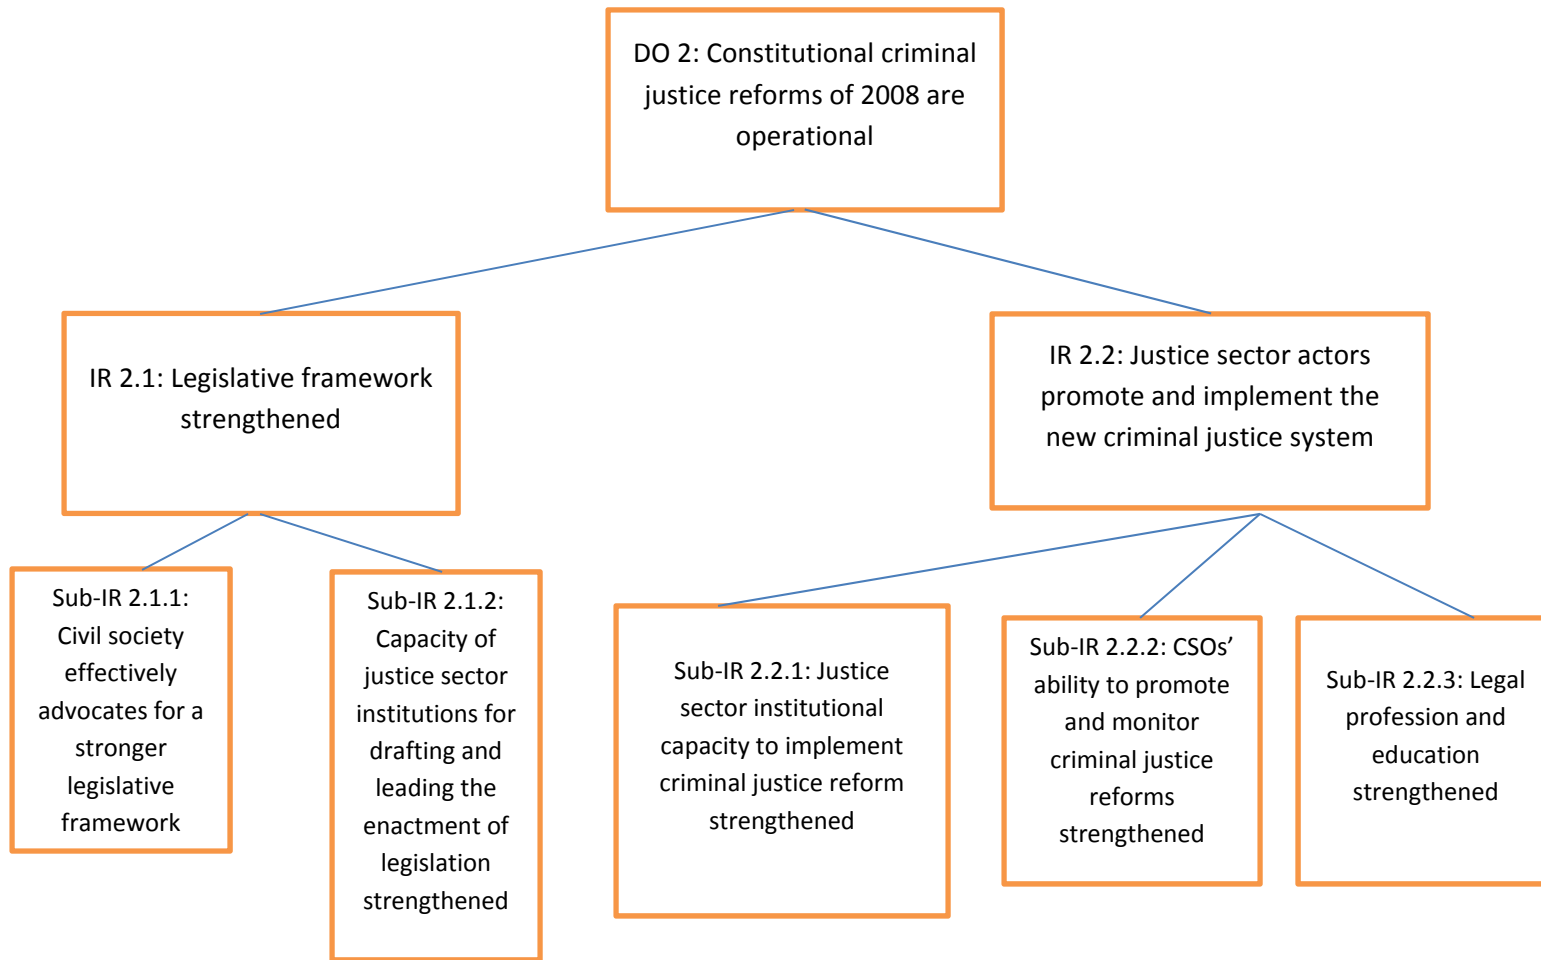 DO 2: Constitutional criminal
justice reforms of 2008 are
operational
IR 2.1: Legislative framework
strengthened
IR 2.2: Justice sector actors
promote and implement the
new criminal justice system
Sub-IR 2.1.1:
Civil society
effectively
advocates for a
stronger
legislative
framework
Sub-IR 2.1.2:
Capacity of
justice sector
institutions for
drafting and
leading the
enactment of
legislation
strengthened
Sub-IR 2.2.1: Justice
sector institutional
capacity to implement
criminal justice reform
strengthened
Sub-IR 2.2.2: CSOs’
ability to promote
and monitor
criminal justice
reforms
strengthened
Sub-IR 2.2.3: Legal
profession and
education
strengthened